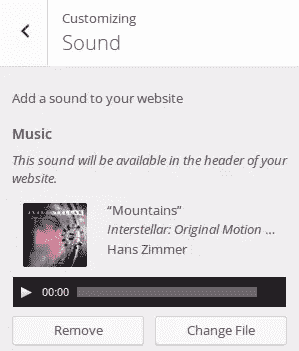 Customizing
Sound
Add a sound to your website
Music
This sound will be available in the header of your
website.
“Mountains”
Interstellar: Original Motion ...
Hans Zimmer
00:00
Remove
Change File